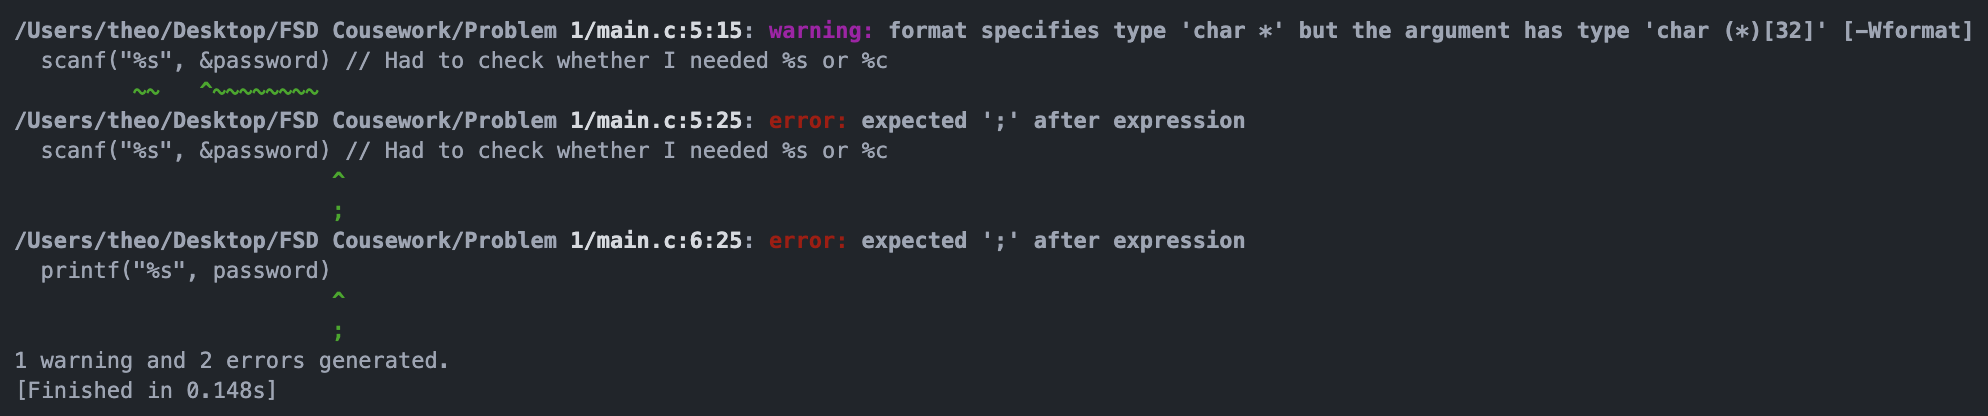 /Users/theo/Desktop/FSD Cousework/Problem 1/main.c:5:15: warning: format specifies type 'char *' but the argument has type 'char (*)[32]' [-Wformat]
  scanf("%s", &password) // Had to check whether I needed %s or %c
         ~~   ^~~~~~~~~
/Users/theo/Desktop/FSD Cousework/Problem 1/main.c:5:25: error: expected ';' after expression
  scanf("%s", &password) // Had to check whether I needed %s or %c
                        ^
                        ;
/Users/theo/Desktop/FSD Cousework/Problem 1/main.c:6:25: error: expected ';' after expression
  printf("%s", password)
                        ^
                        ;
1 warning and 2 errors generated.
[Finished in 0.148s]